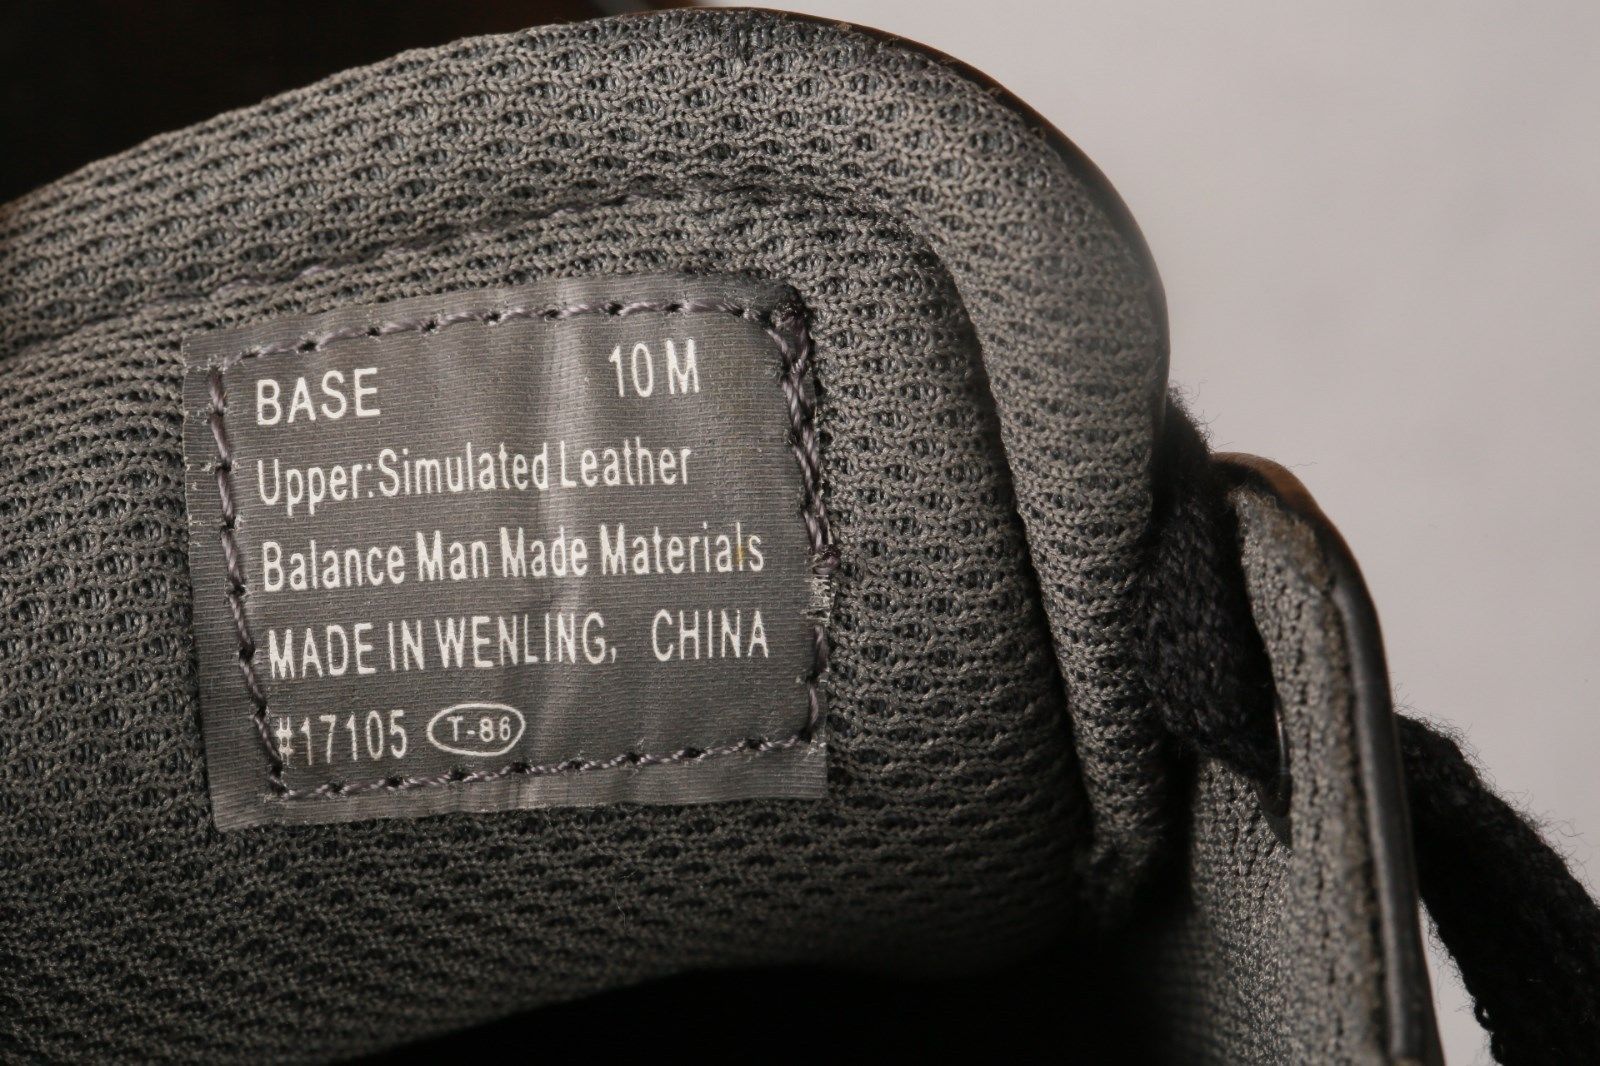 BASE 10 M
Upper:Simulated Leather
Balance Man Made Materials
MADE IN WENLING, CHINA
#17105 T-86